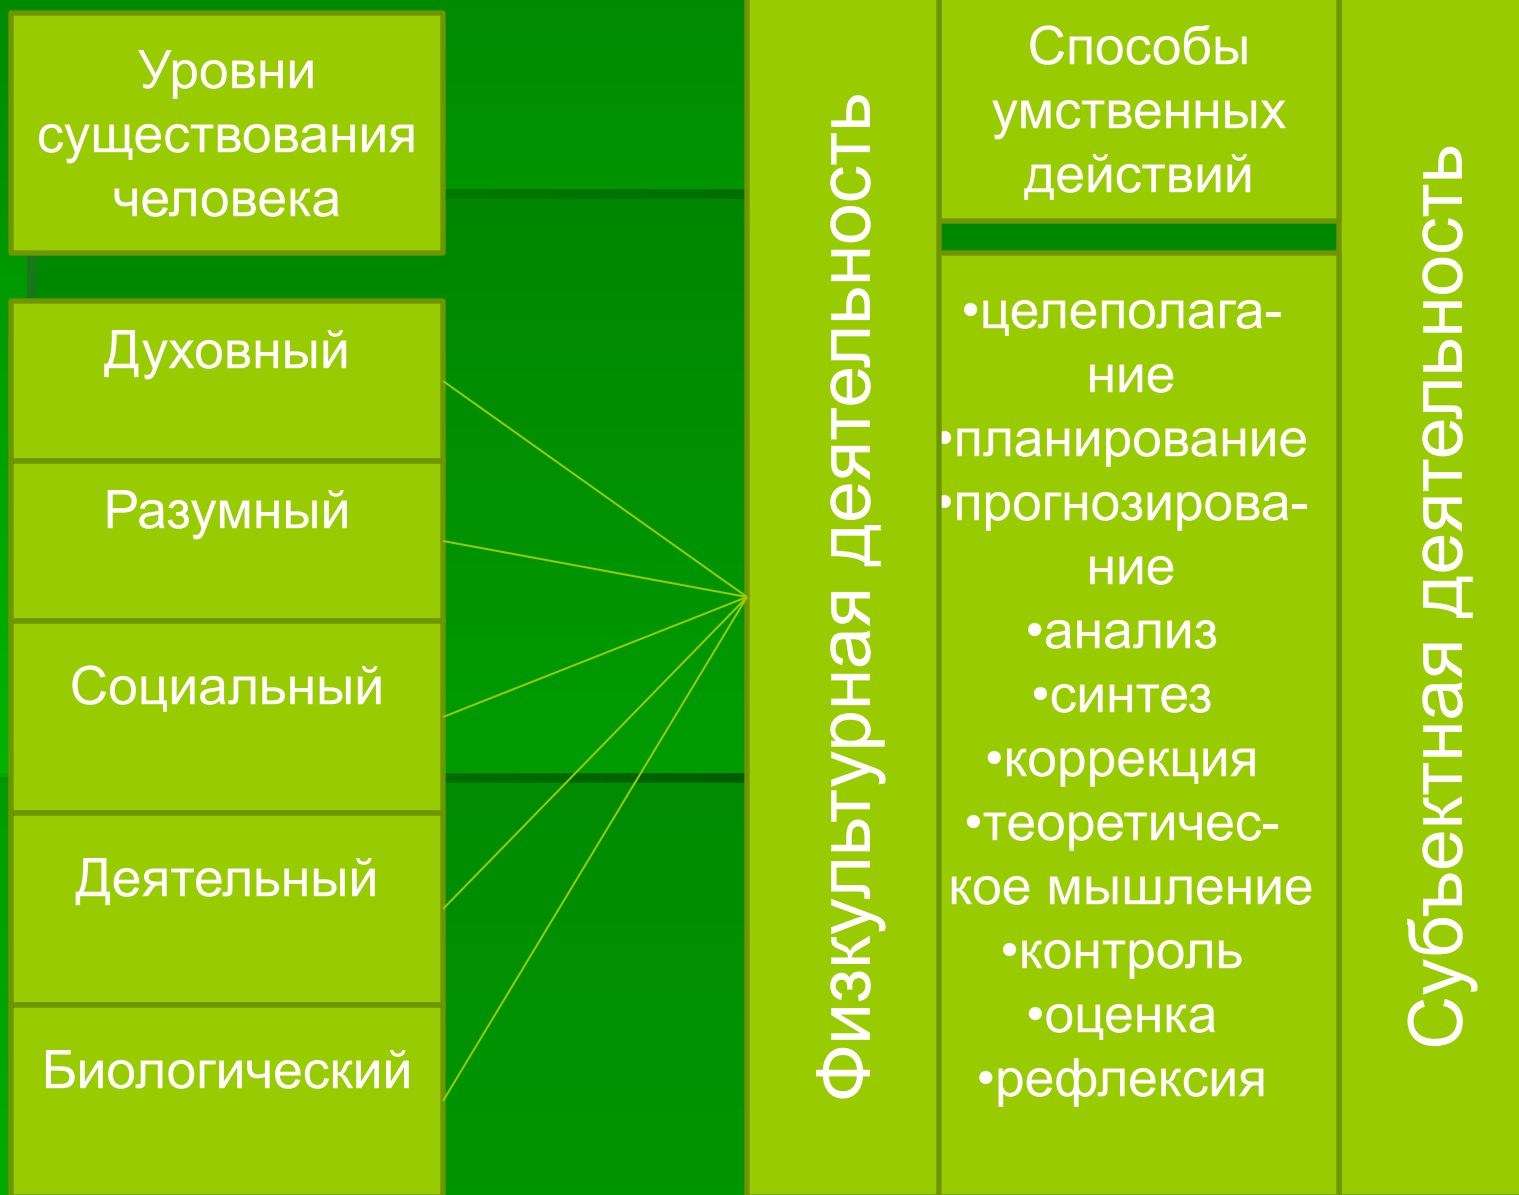 Уровни
существования
человека
Духовный
Разумный
Социальный
Деятельный
Биологический
Физкультурная деятельность
Способы
умственных
действий
•целеполага-
ние
•планирование
•прогнозирова-
ние
•анализ
•синтез
•коррекция
•теоретичес-
кое мышление
•контроль
•оценка
•рефлексия
Субъектная деятельность